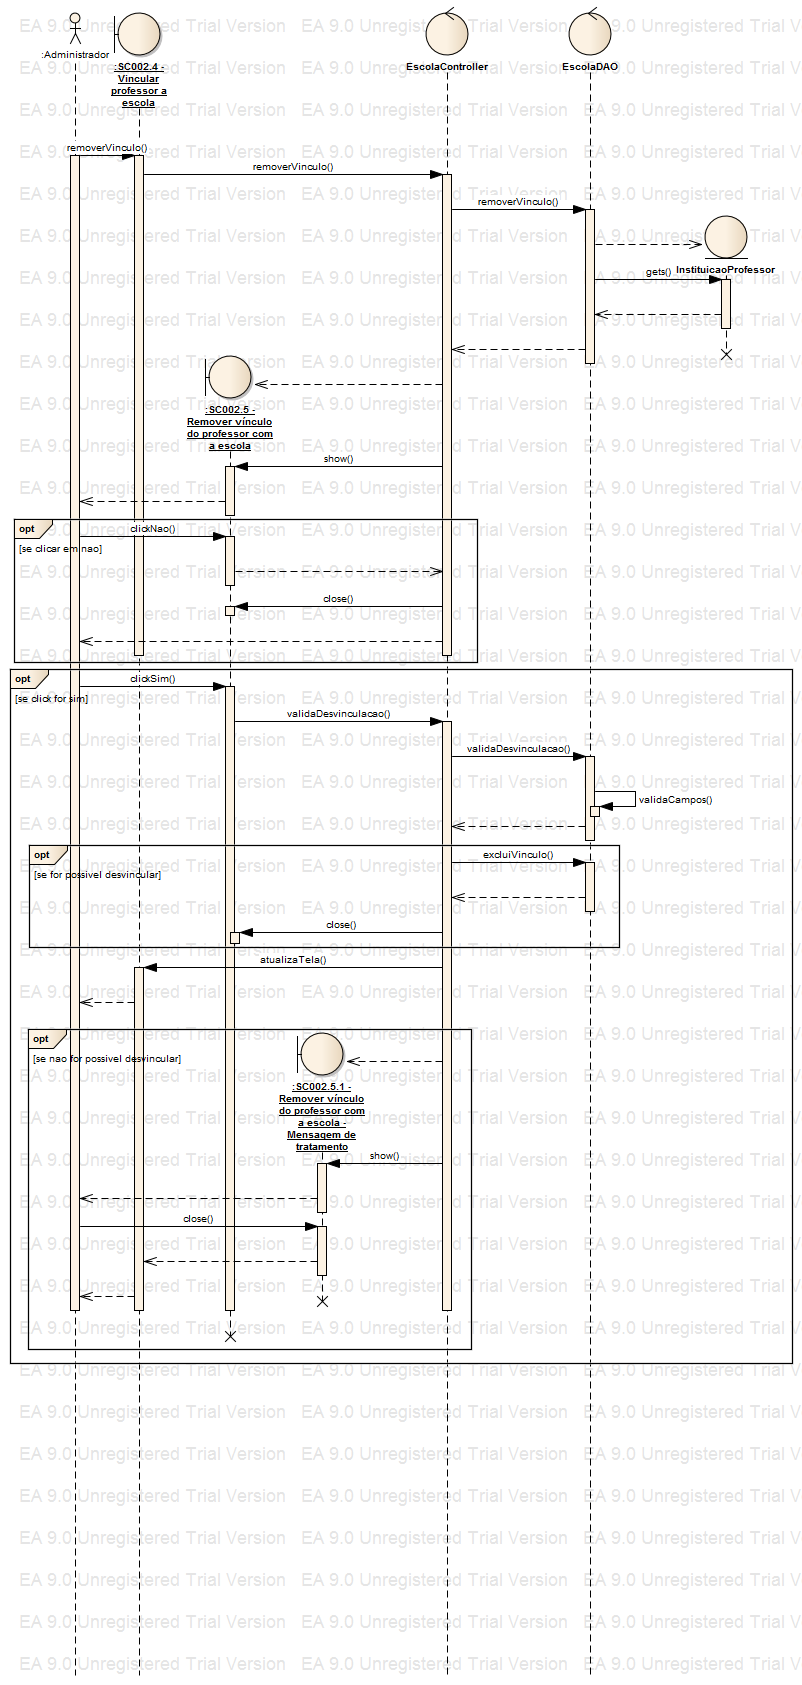 :Administrador
:SC002.4 -
Vincular
professor a
escola
EscolaController
EscolaDAO
removerVinculo()
removerVinculo()
removerVinculo()
InstituicaoProfessor
gets()
:SC002.5 -
Remover vínculo
do professor com
a escola
show()
opt
clickNao()
[se clicar em nao]
close()
opt
clickSim()
[se click for sim]
validaDesvinculacao()
validaDesvinculacao()
validaCampos()
opt
excluiVinculo()
[se for possivel desvincular]
close()
atualizaTela()
opt
[se nao for possivel desvincular]
:SC002.5.1 -
Remover vínculo
do professor com
a escola -
Mensagem de
tratamento
show()
close()
EA 9.0 Unregistered Trial Version